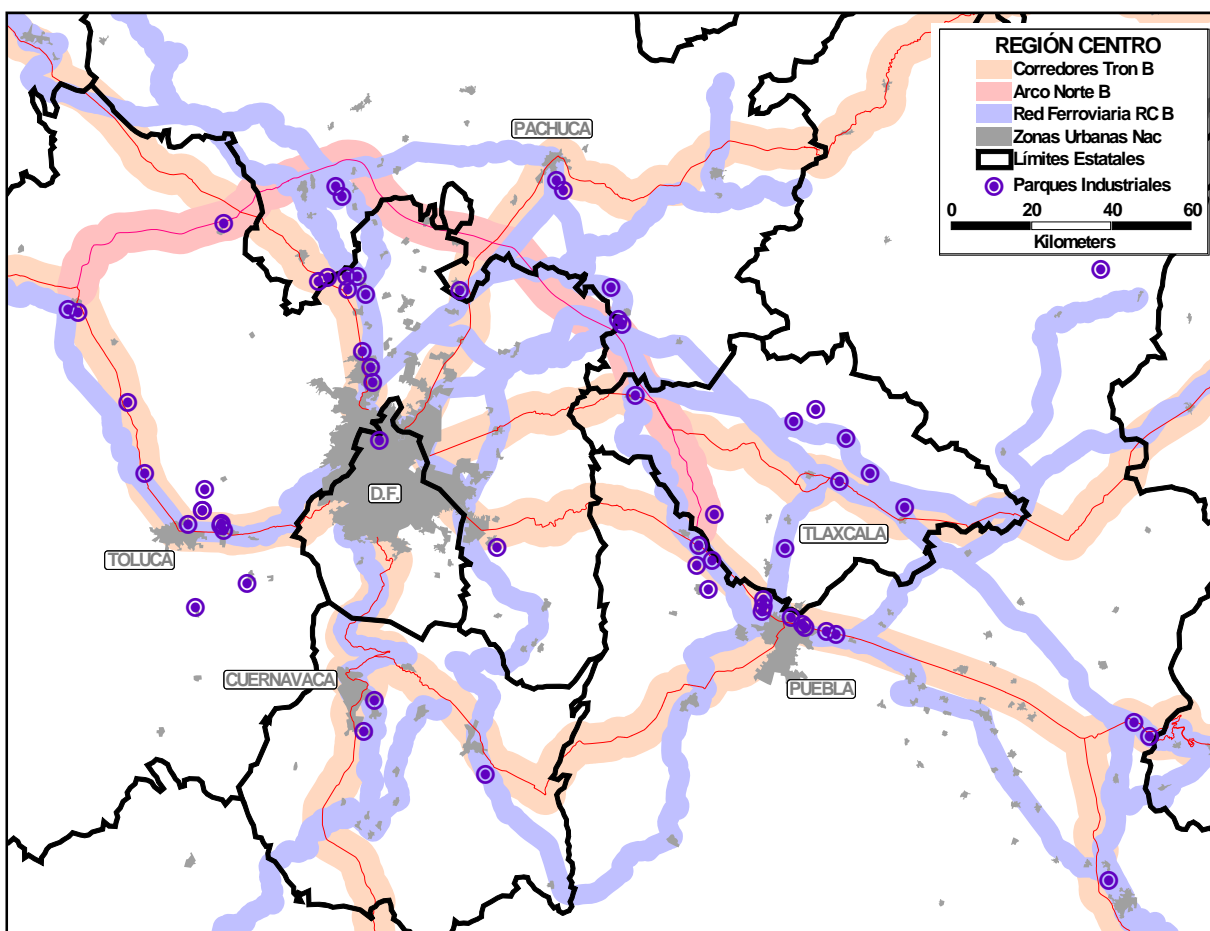 REGIÓN CENTRO
Corredores Tron B
Arco Norte B
Red Ferroviaria RC B
Zonas Urbanas Nac
Límites Estatales
Parques Industriales
0 20 40 60
Kilometers
PACHUCA
D.F.
TOLUCA
TLAXCALA
CUERNAVACA
PUEBLA